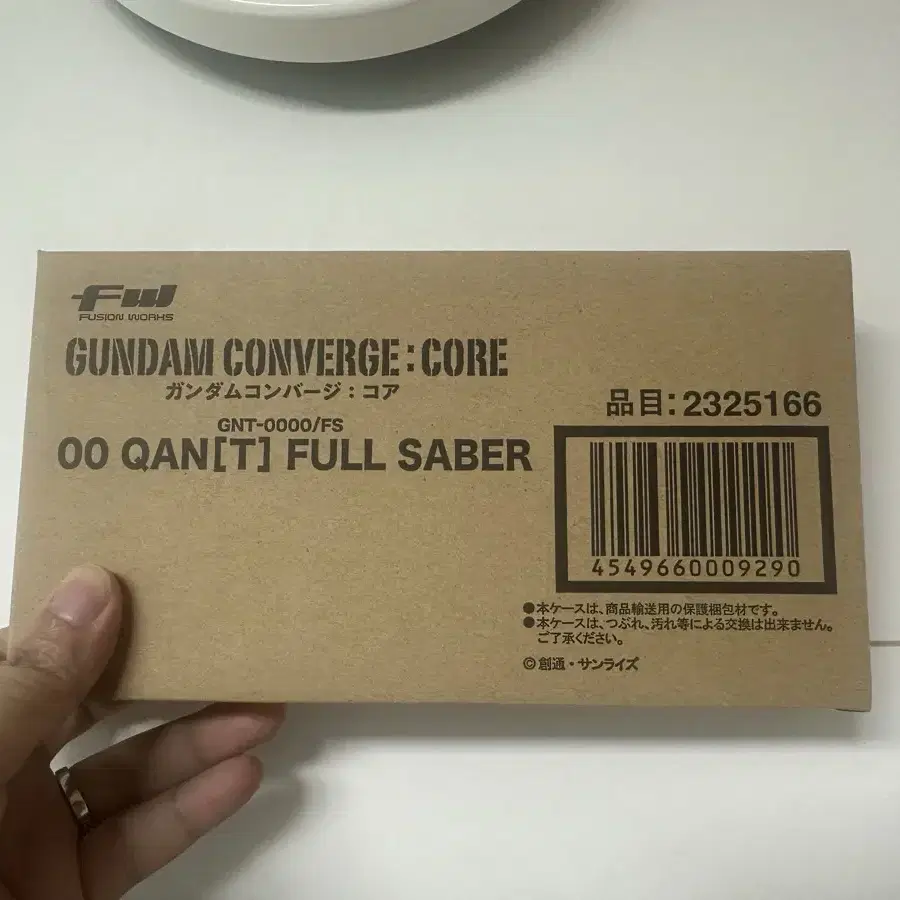 FW
FUSION WORKS
GUNDAM CONVERGE:CORE
ガンダムコンバージ：コア
GNT-0000/FS
00 QAN[T] FULL SABER
品目：2325166
4549660009290
●本ケースは、商品輸送用の保護梱包材です。
●本ケースは、つぶれ、汚れ等による交換は出来ません。
ご了承ください。
©創通・サンライズ